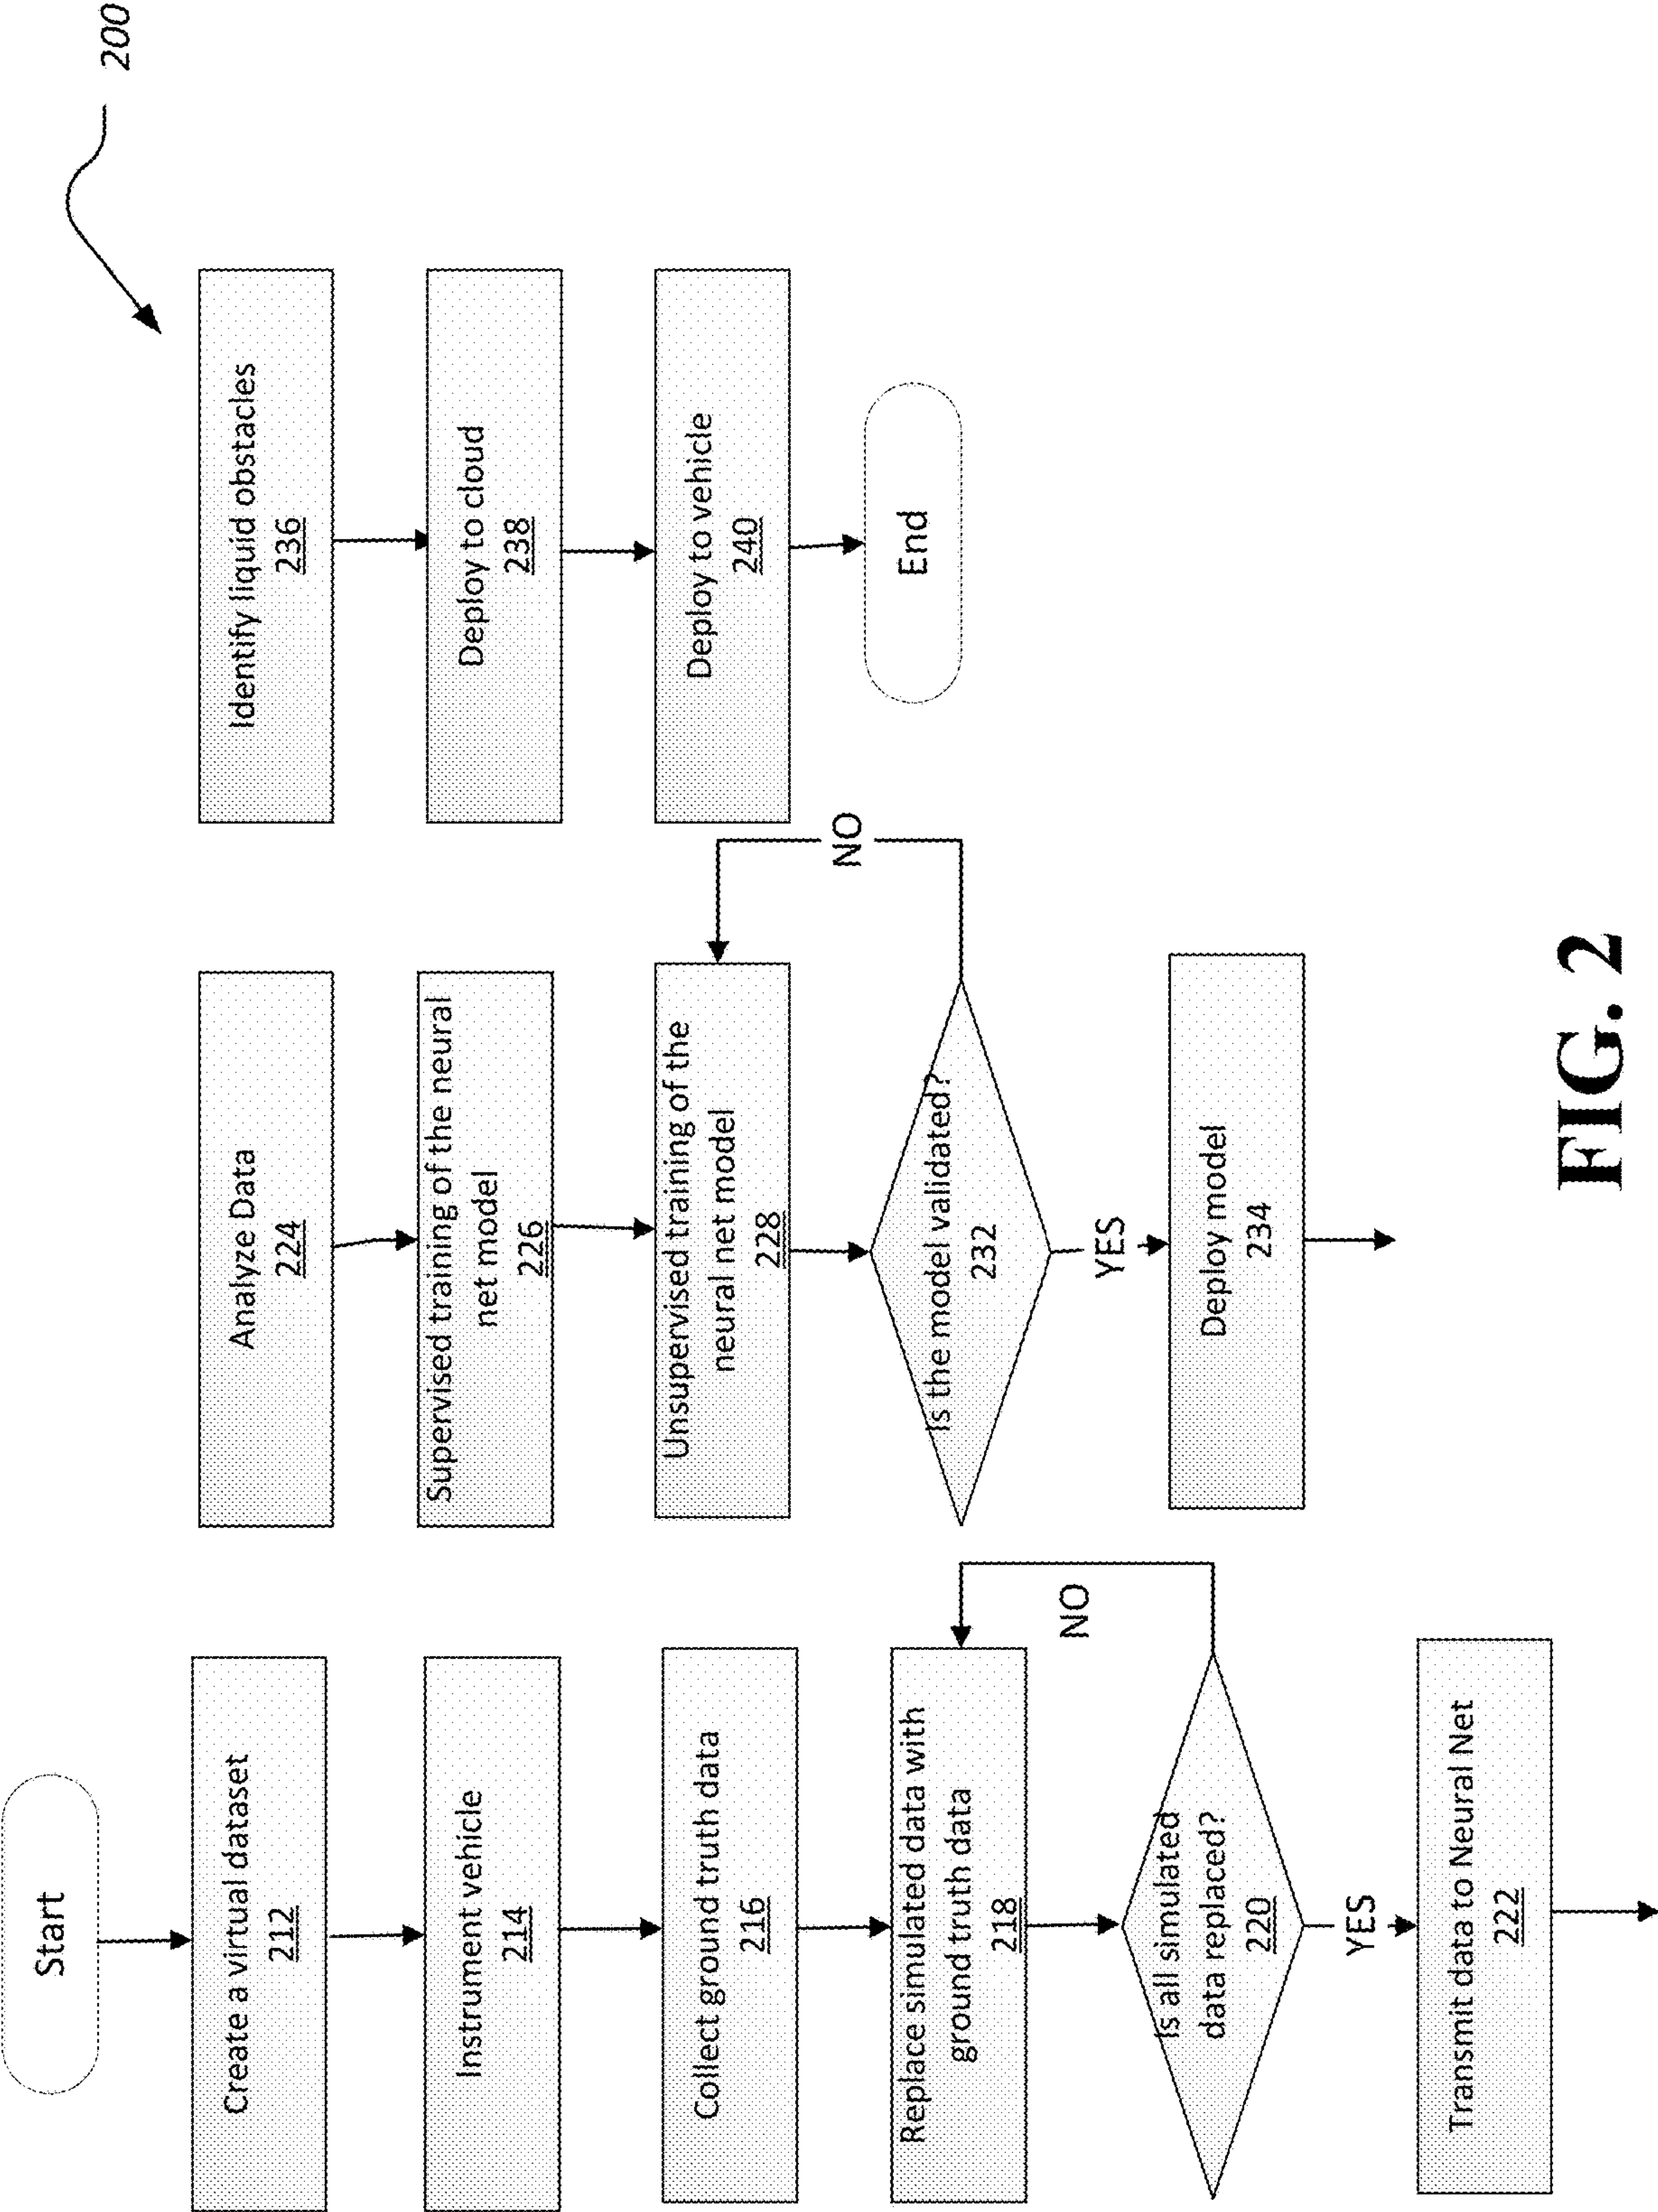 200
Start
Create a virtual dataset
212
Instrument vehicle
214
Collect ground truth data
216
Replace simulated data with
ground truth data
218
Is all simulated
data replaced?
220
NO
YES
Transmit data to Neural Net
222
Analyze Data
224
Supervised training of the neural
net model
226
Unsupervised training of the
neural net model
228
Is the model validated?
232
NO
YES
Deploy model
234
Identify liquid obstacles
236
Deploy to cloud
238
Deploy to vehicle
240
End
FIG. 2